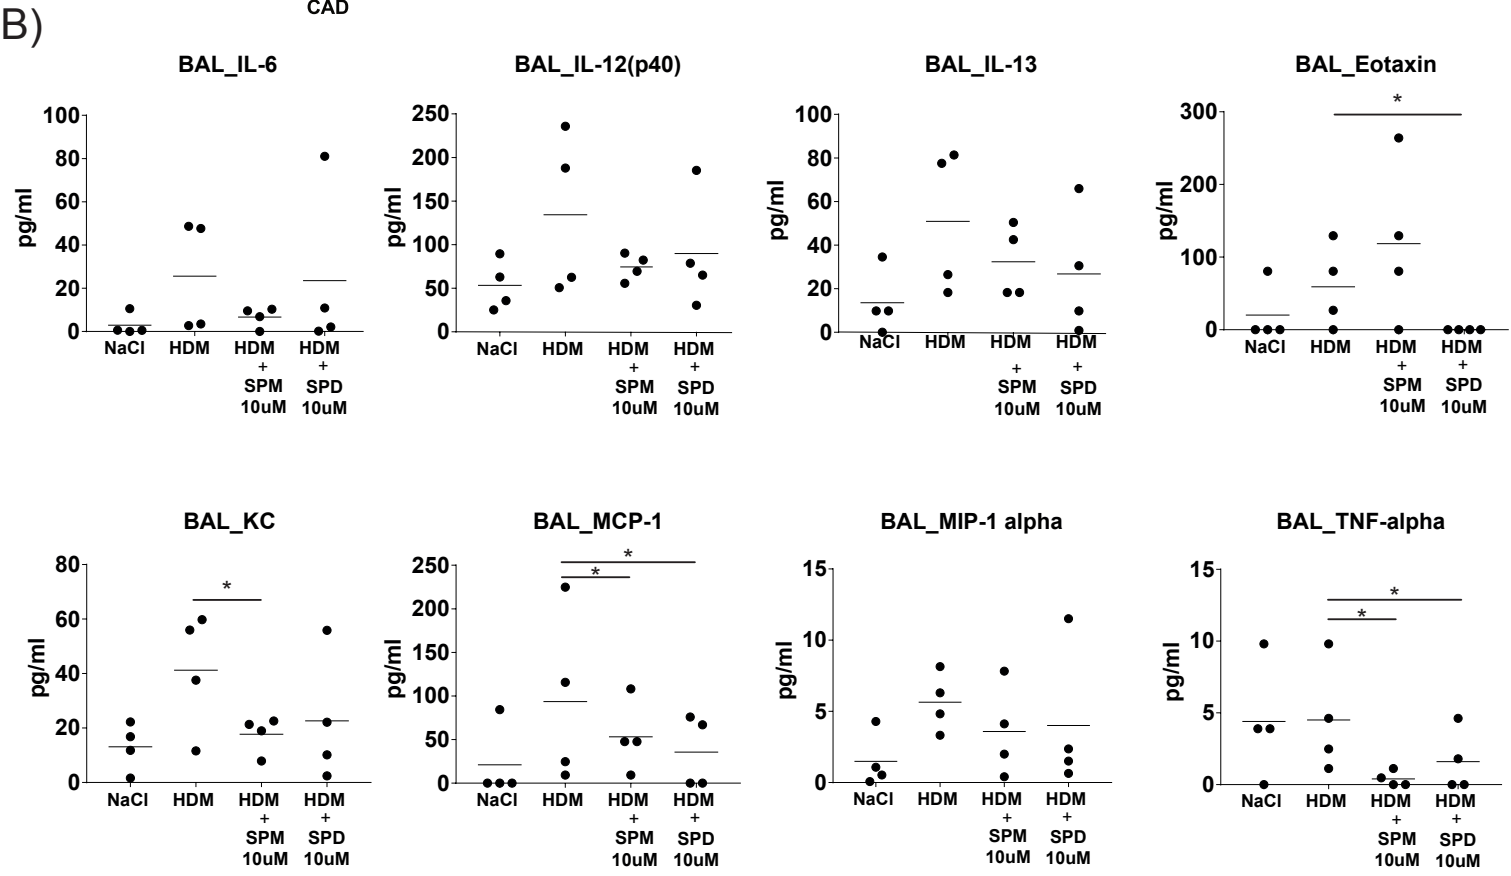 CAD
B)
BAL_IL-6
100
80
60
40
20
0
pg/ml
NaCl
HDM
HDM
+
SPM
10uM
HDM
+
SPD
10uM
BAL_IL-12(p40)
250
200
150
100
50
0
pg/ml
NaCl
HDM
HDM
+
SPM
10uM
HDM
+
SPD
10uM
BAL_IL-13
100
80
60
40
20
0
pg/ml
NaCl
HDM
HDM
+
SPM
10uM
HDM
+
SPD
10uM
BAL_Eotaxin
300
200
100
0
pg/ml
*
NaCl
HDM
HDM
+
SPM
10uM
HDM
+
SPD
10uM
BAL_KC
80
60
40
20
0
pg/ml
*
NaCl
HDM
HDM
+
SPM
10uM
HDM
+
SPD
10uM
BAL_MCP-1
250
200
150
100
50
0
pg/ml
*
*
NaCl
HDM
HDM
+
SPM
10uM
HDM
+
SPD
10uM
BAL_MIP-1 alpha
15
10
5
0
pg/ml
NaCl
HDM
HDM
+
SPM
10uM
HDM
+
SPD
10uM
BAL_TNF-alpha
15
10
5
0
pg/ml
*
*
NaCl
HDM
HDM
+
SPM
10uM
HDM
+
SPD
10uM